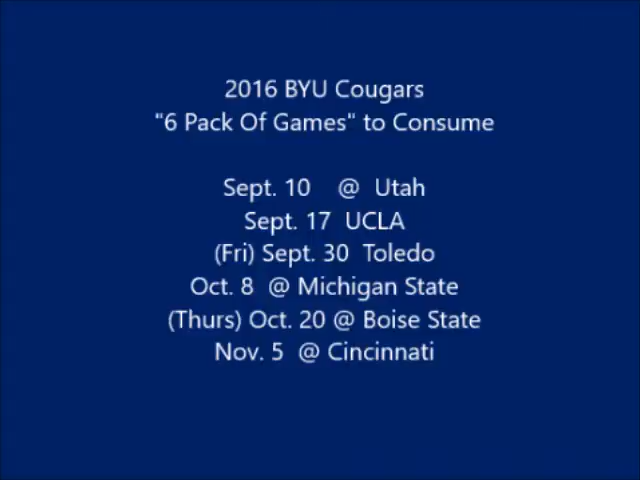 2016 BYU Cougars
"6 Pack Of Games" to Consume
Sept. 10 @ Utah
Sept. 17 UCLA
(Fri) Sept. 30 Toledo
Oct. 8 @ Michigan State
(Thurs) Oct. 20 @ Boise State
Nov. 5 @ Cincinnati